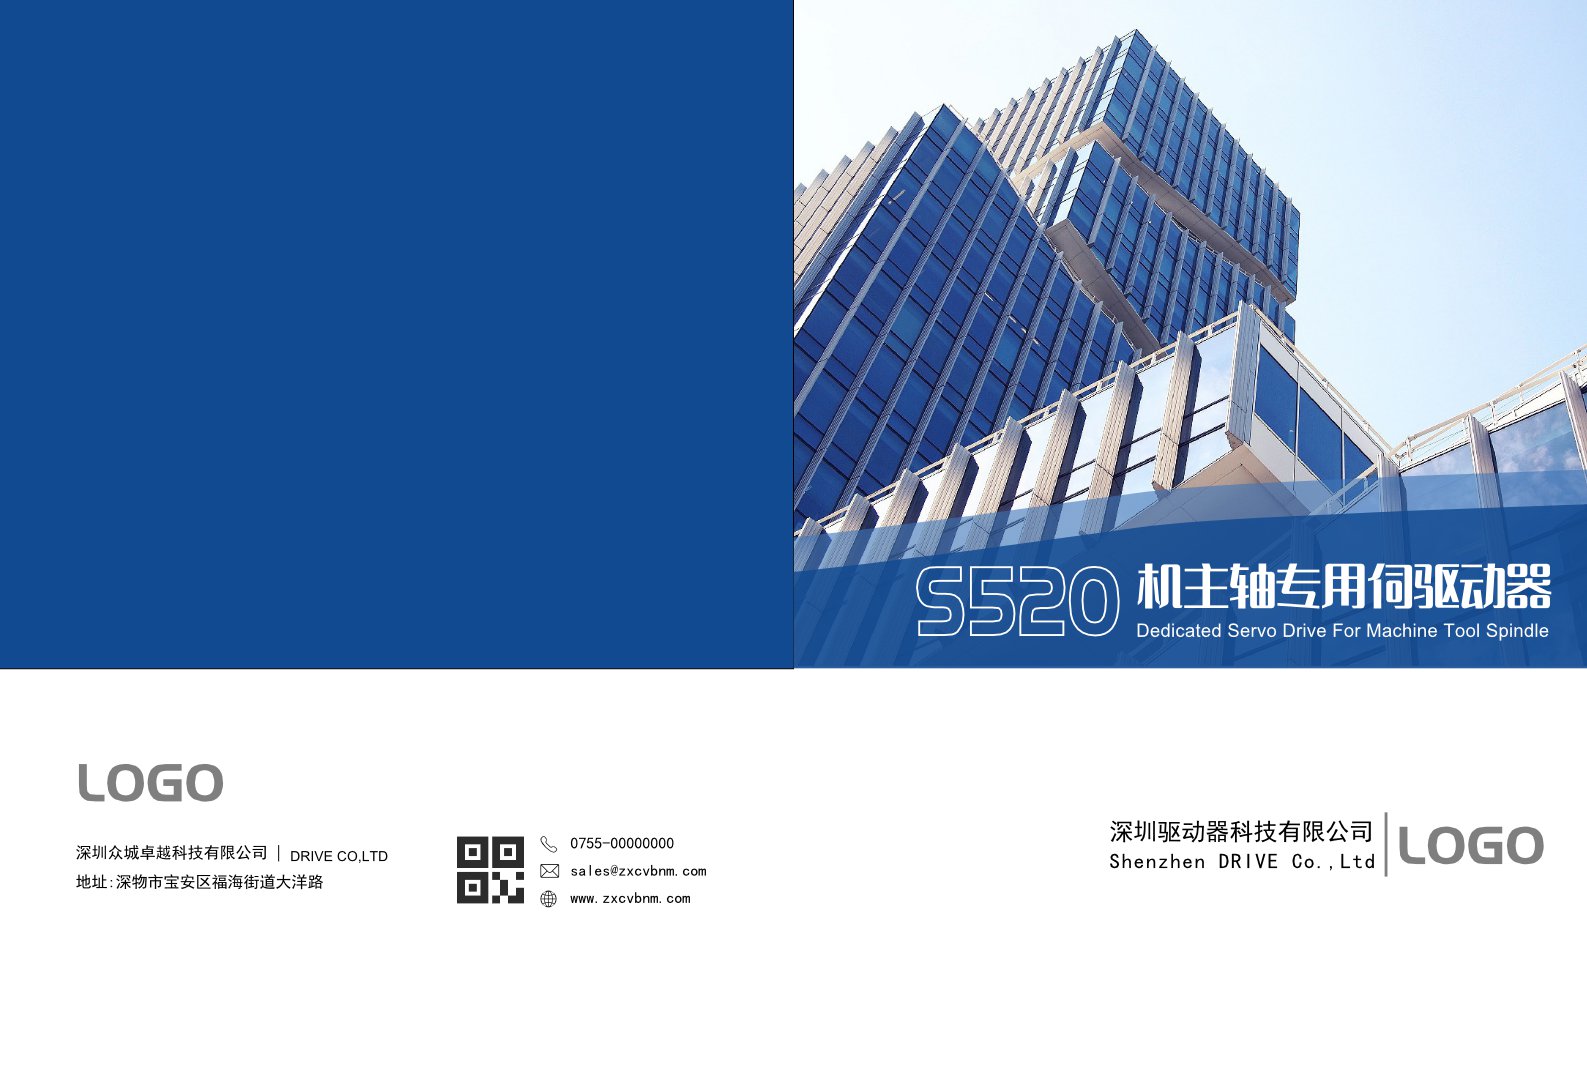 S520 机主轴专用伺驱动器
Dedicated Servo Drive For Machine Tool Spindle
LOGO
深圳众城卓越科技有限公司 | DRIVE CO,LTD
地址:深物市宝安区福海街道大洋路
0755-00000000
sales@zxcvbnm.com
www.zxcvbnm.com
深圳驱动器科技有限公司
Shenzhen DRIVE Co.,Ltd
LOGO